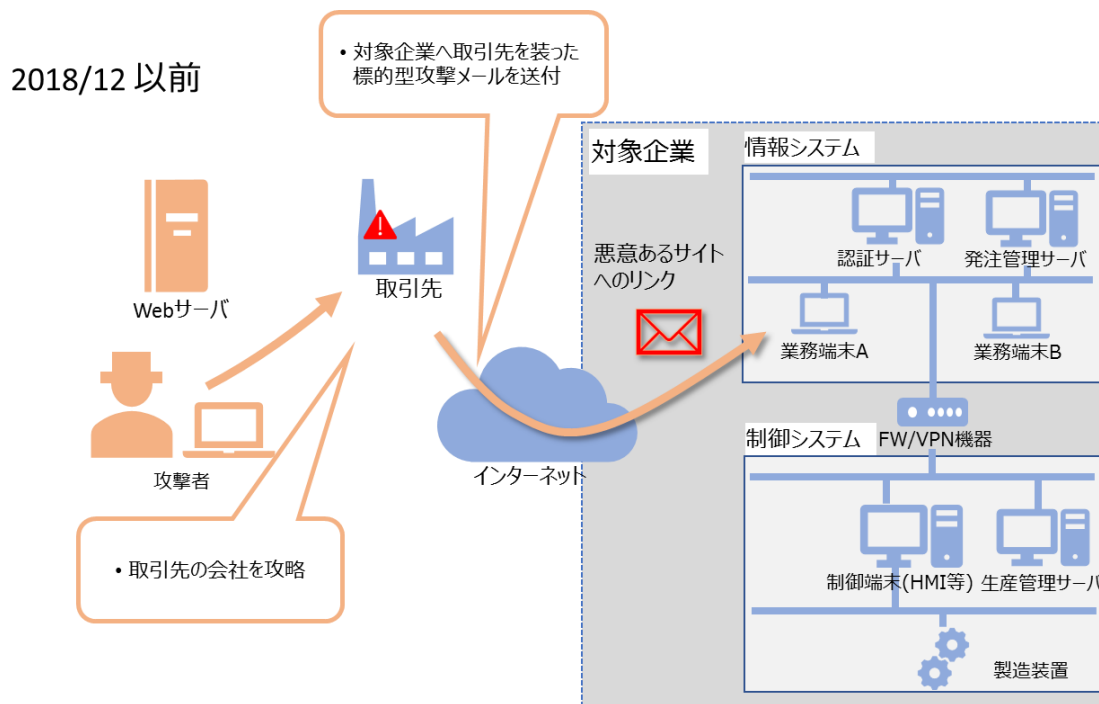 2018/12 以前
• 対象企業へ取引先を装った
標的型攻撃メールを送付
対象企業
情報システム
認証サーバ
発注管理サーバ
悪意あるサイト
へのリンク
取引先
Webサーバ
業務端末A
業務端末B
制御システム
FW/VPN機器
攻撃者
インターネット
• 取引先の会社を攻略
制御端末(HMI等)
生産管理サーバ
製造装置